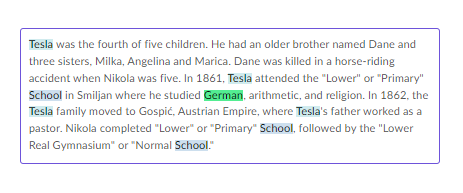 Tesla was the fourth of five children. He had an older brother named Dane and
three sisters, Milka, Angelina and Marica. Dane was killed in a horse-riding
accident when Nikola was five. In 1861, Tesla attended the "Lower" or "Primary"
School in Smiljan where he studied German, arithmetic, and religion. In 1862, the
Tesla family moved to Gospić, Austrian Empire, where Tesla's father worked as a
pastor. Nikola completed "Lower" or "Primary" School, followed by the "Lower
Real Gymnasium" or "Normal School."